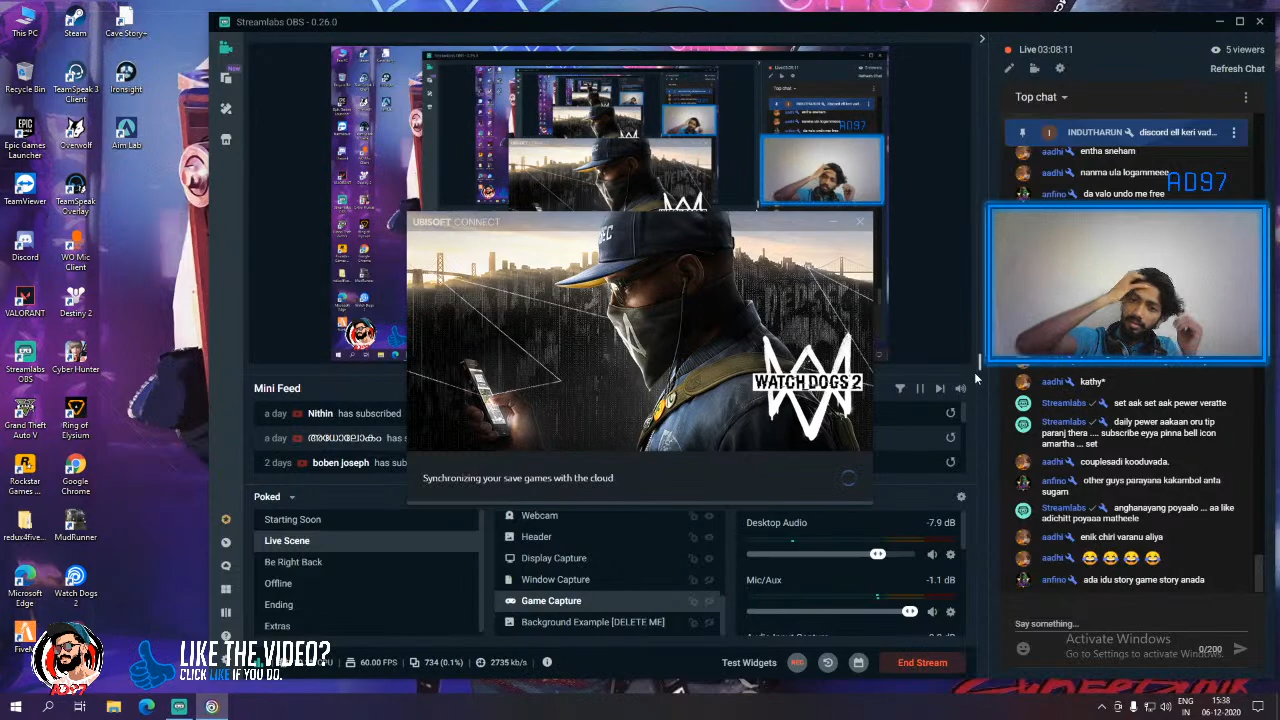 This PC
Steam
Cave Story+
Streamlabs OBS - 0.26.0
Live 03:08:11
5 viewers
Refresh Chat
Top chat
INDUTHARUN discord ell keri vad...
aadhi entha sneham
aadhi nanma ula logammeee
AD97
anfino da valo undo me free
Recycle Bin
TeamSpeak 3 Client
Ironsight
New
Epic Games Launcher
Overwolf
Aim Lab
TeamViewer
TeamSpeak Overlay
Discord
WO Mic Client
VALORANT
Destiny 2
Streamlabs OBS
Cyber Hunter
Grand Theft Auto V
Ring of Elysium
Rockstar Games ...
Google Chrome
redux4five...
MudRunner
Microsoft Edge
Watch Dogs 2
UBISOFT CONNECT
WATCH DOGS 2
Synchronizing your save games with the cloud
Mini Feed
a day Nithin has subscribed
a day
has s
2 days boben joseph has sub
Poked
Starting Soon
Live Scene
Be Right Back
Offline
Ending
Extras
Webcam
Header
Display Capture
Window Capture
Game Capture
Background Example [DELETE ME]
Desktop Audio -7.9 dB
Mic/Aux -1.1 dB
aadhi kathy*
Streamlabs set aak set aak pewer veratte
Streamlabs daily pewer aakaan oru tip
paranj thera .... subscribe eyya pinna bell icon
amartha ... set
aadhi couplesadi kooduvada.
aadhi other guys parayana kakambol anta
sugam
Streamlabs anghanayang poyaalo ... aa like
adichitt poyaaa matheele
aadhi enik chiri varanu aliya
aadhi 😂 😂 😂 😂
anfino ada idu story game story anada
Say something...
0/200
Activate Windows
Go to Settings to activate Windows.
AD97
LIKE THE VIDEO?
CLICK LIKE IF YOU DO.
CPU
60.00 FPS
734 (0.1%)
2735 kb/s
Test Widgets
REC
End Stream
ENG
IN
15:38
06-12-2020